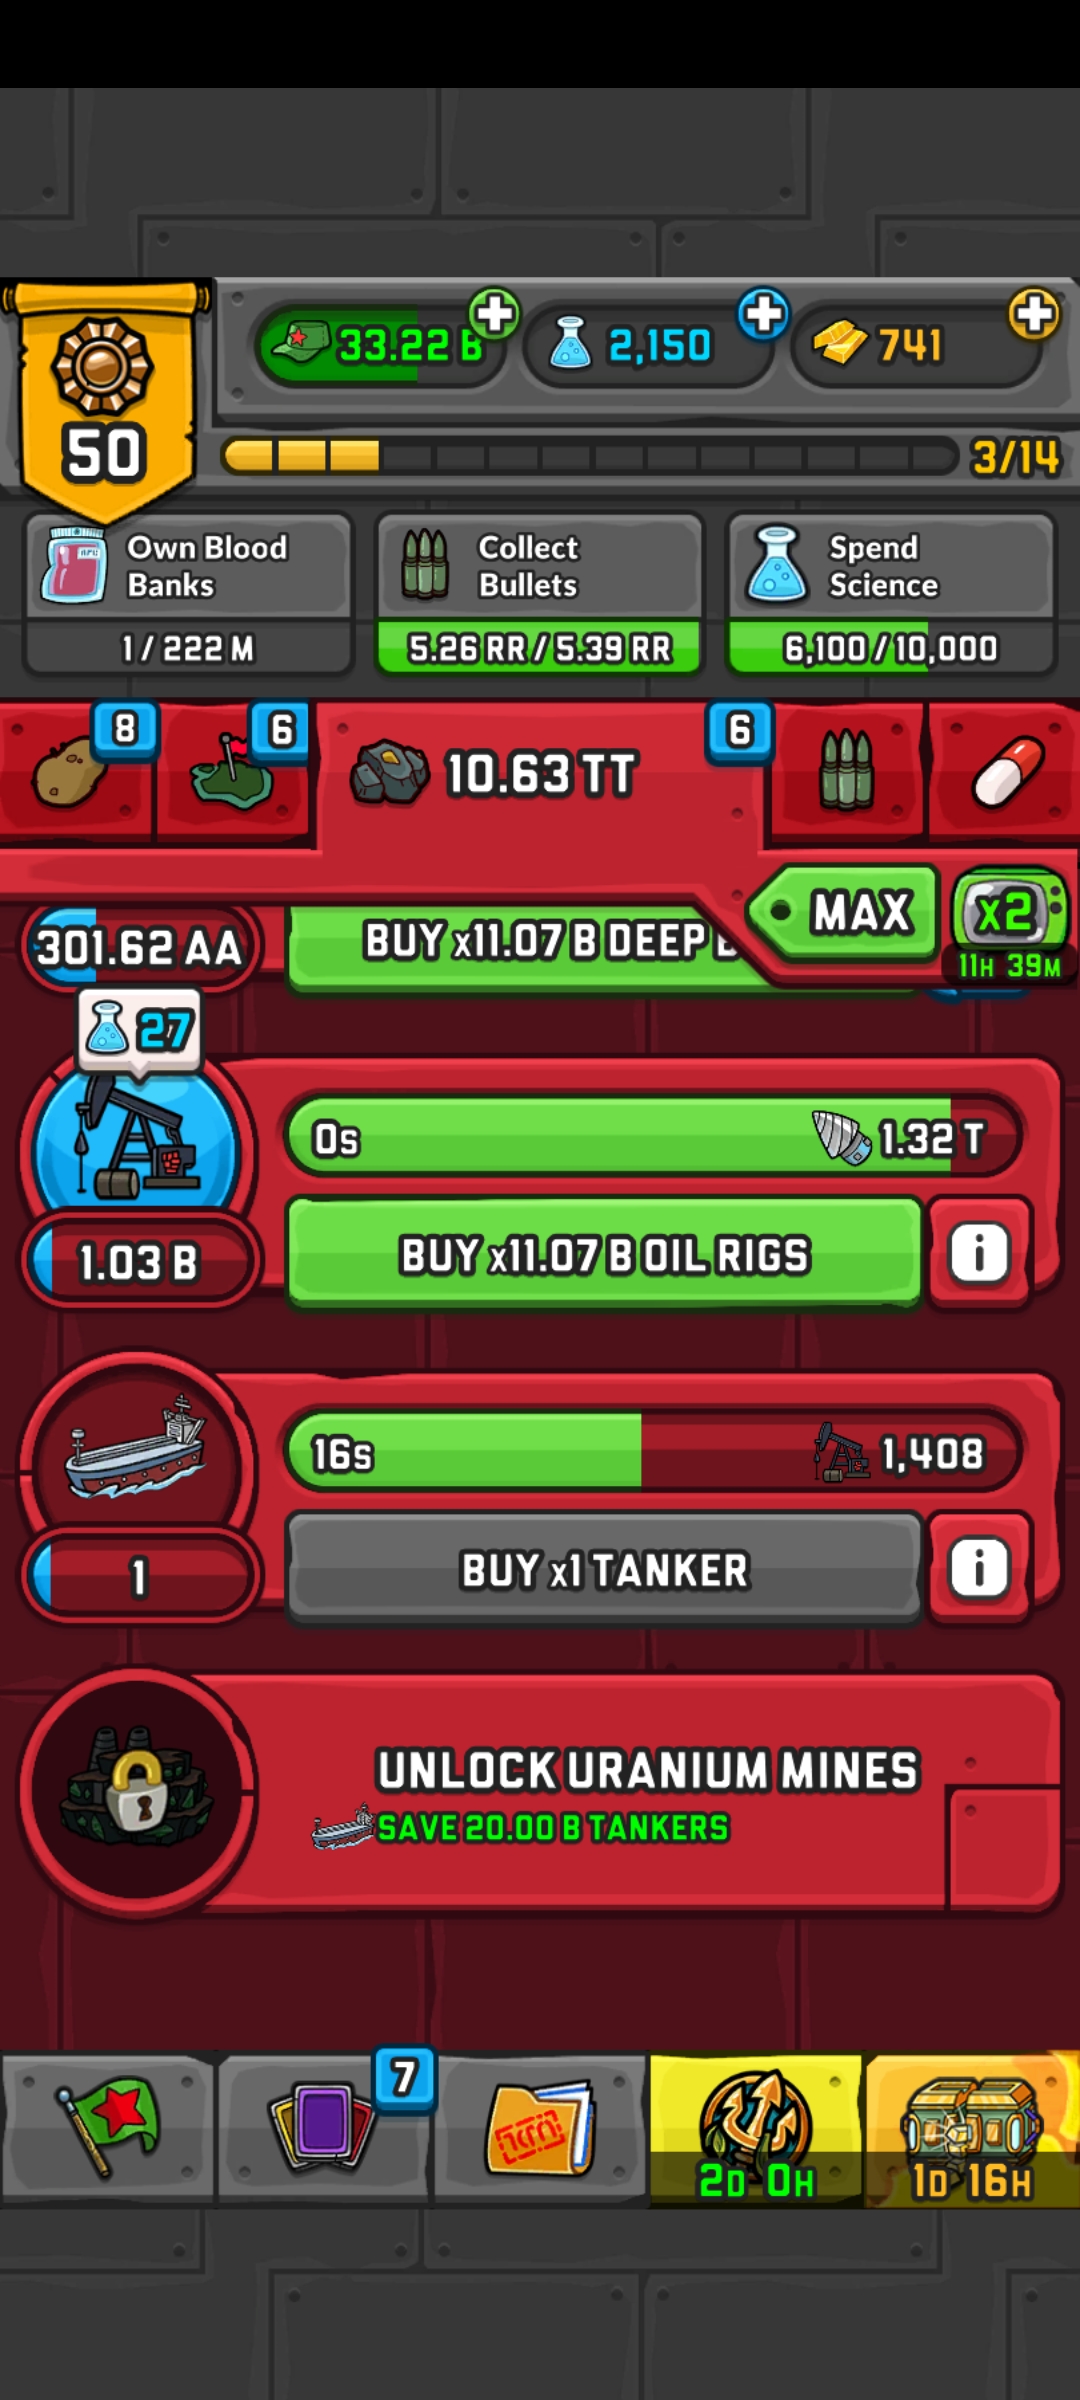 33.22 B
2,150
741
50
3/14
Own Blood
Banks
1 / 222 M
Collect
Bullets
5.26 RR / 5.39 RR
Spend
Science
6,100 / 10,000
8
6
10.63 TT
6
MAX
x2
11H 39M
301.62 AA
BUY x11.07 B DEEP
27
0s
1.32 T
1.03 B
BUY x11.07 B OIL RIGS
i
16s
1,408
1
BUY x1 TANKER
i
UNLOCK URANIUM MINES
SAVE 20.00 B TANKERS
7
2D 0H
1D 16H